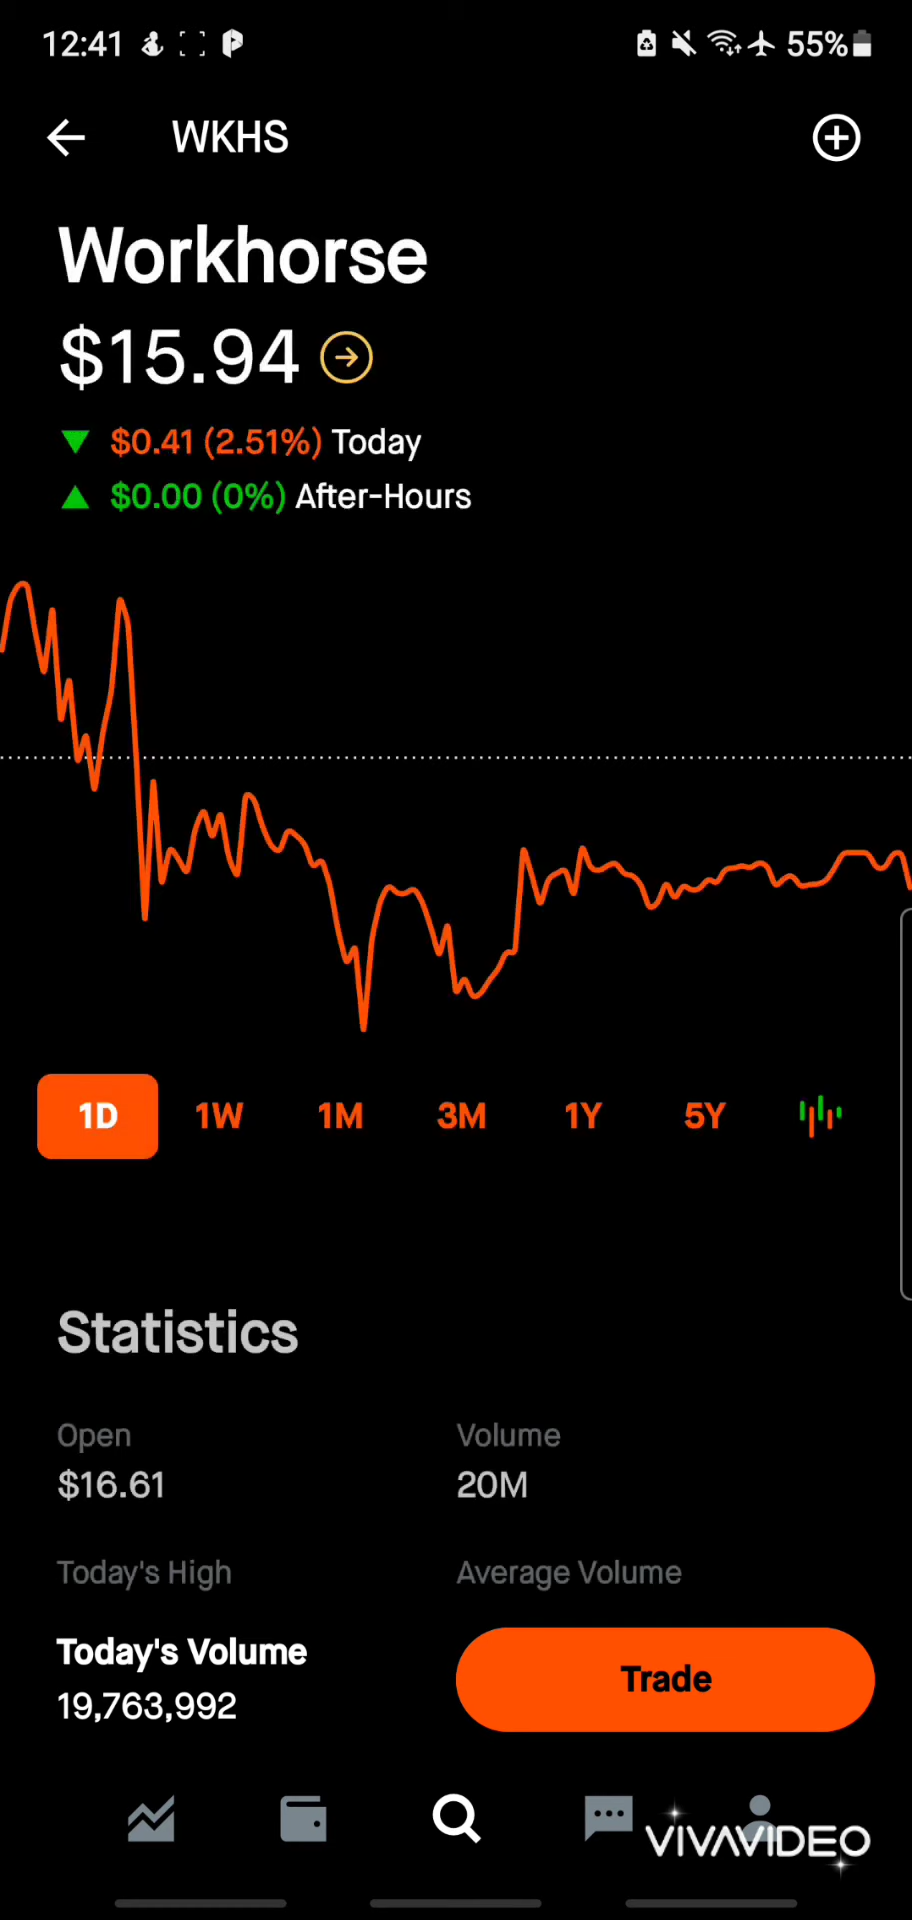 12:41
55%
WKHS
Workhorse
$15.94
$0.41 (2.51%) Today
$0.00 (0%) After-Hours
1D 1W 1M 3M 1Y 5Y
Statistics
Open Volume
$16.61 20M
Today's High Average Volume
Today's Volume
19,763,992
Trade
VIVAVIDEO